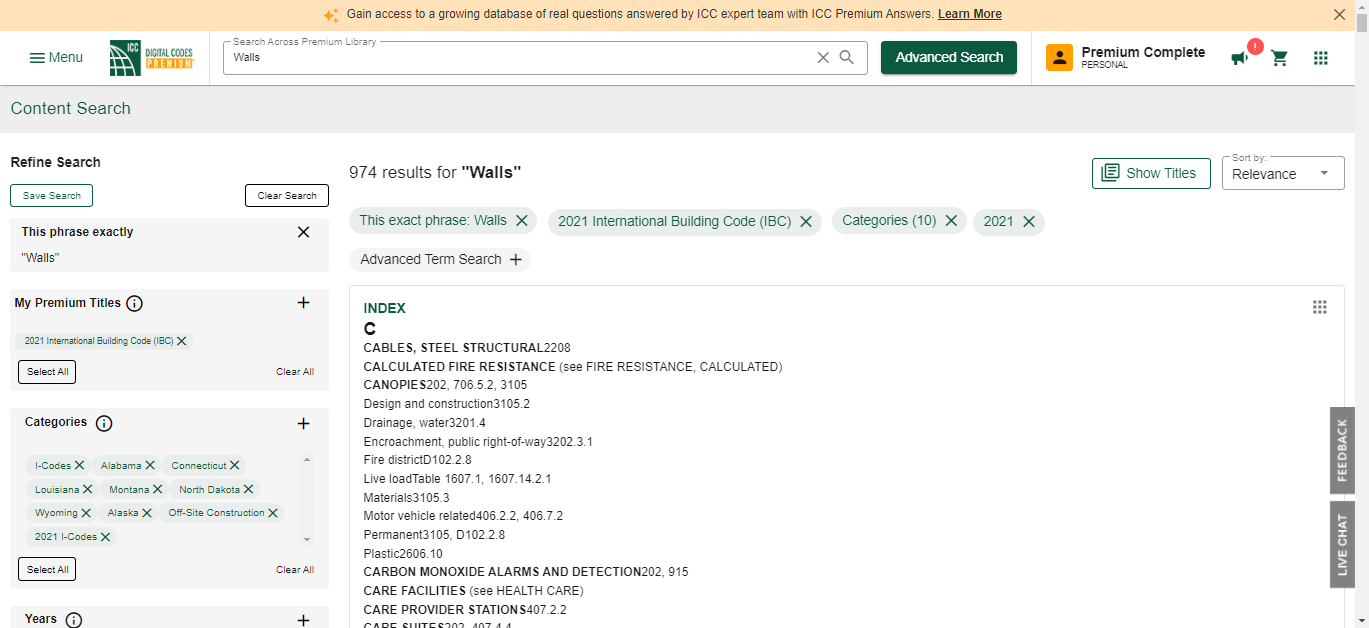 Gain access to a growing database of real questions answered by ICC expert team with ICC Premium Answers. Learn More
Menu
ICC
DIGITAL CODES
PREMIUM
Search Across Premium Library
Walls
Advanced Search
Premium Complete
PERSONAL
!
Content Search
Refine Search
Save Search
Clear Search
This phrase exactly
"Walls"
My Premium Titles
2021 International Building Code (IBC)
Select All
Clear All
Categories
I-Codes
Alabama
Connecticut
Louisiana
Montana
North Dakota
Wyoming
Alaska
Off-Site Construction
2021 I-Codes
Select All
Clear All
Years
974 results for "Walls"
Show Titles
Sort by:
Relevance
This exact phrase: Walls
2021 International Building Code (IBC)
Categories (10)
2021
Advanced Term Search
INDEX
C
CABLES, STEEL STRUCTURAL2208
CALCULATED FIRE RESISTANCE (see FIRE RESISTANCE, CALCULATED)
CANOPIES202, 706.5.2, 3105
Design and construction3105.2
Drainage, water3201.4
Encroachment, public right-of-way3202.3.1
Fire districtD102.2.8
Live loadTable 1607.1, 1607.14.2.1
Materials3105.3
Motor vehicle related406.2.2, 406.7.2
Permanent3105, D102.2.8
Plastic2606.10
CARBON MONOXIDE ALARMS AND DETECTION202, 915
CARE FACILITIES (see HEALTH CARE)
CARE PROVIDER STATIONS407.2.2
CARE SUITES202, 407.4.4
FEEDBACK
LIVE CHAT